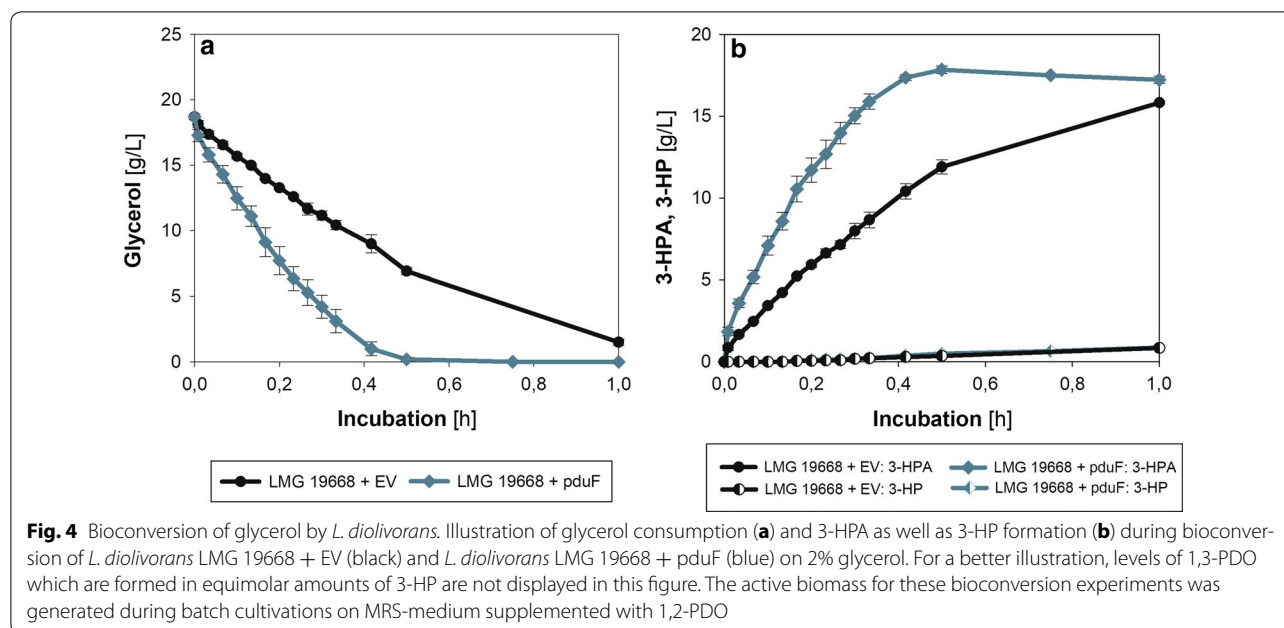 a
Glycerol [g/L]
25
20
15
10
5
0
0,0 0,2 0,4 0,6 0,8 1,0
Incubation [h]
LMG 19668 + EV LMG 19668 + pduF
b
3-HPA, 3-HP [g/L]
20
15
10
5
0
0,0 0,2 0,4 0,6 0,8 1,0
Incubation [h]
LMG 19668 + EV: 3-HPA LMG 19668 + pduF: 3-HPA
LMG 19668 + EV: 3-HP LMG 19668 + pduF: 3-HP
Fig. 4 Bioconversion of glycerol by L. diolivorans. Illustration of glycerol consumption (a) and 3-HPA as well as 3-HP formation (b) during bioconver-
sion of L. diolivorans LMG 19668 + EV (black) and L. diolivorans LMG 19668 + pduF (blue) on 2% glycerol. For a better illustration, levels of 1,3-PDO
which are formed in equimolar amounts of 3-HP are not displayed in this figure. The active biomass for these bioconversion experiments was
generated during batch cultivations on MRS-medium supplemented with 1,2-PDO